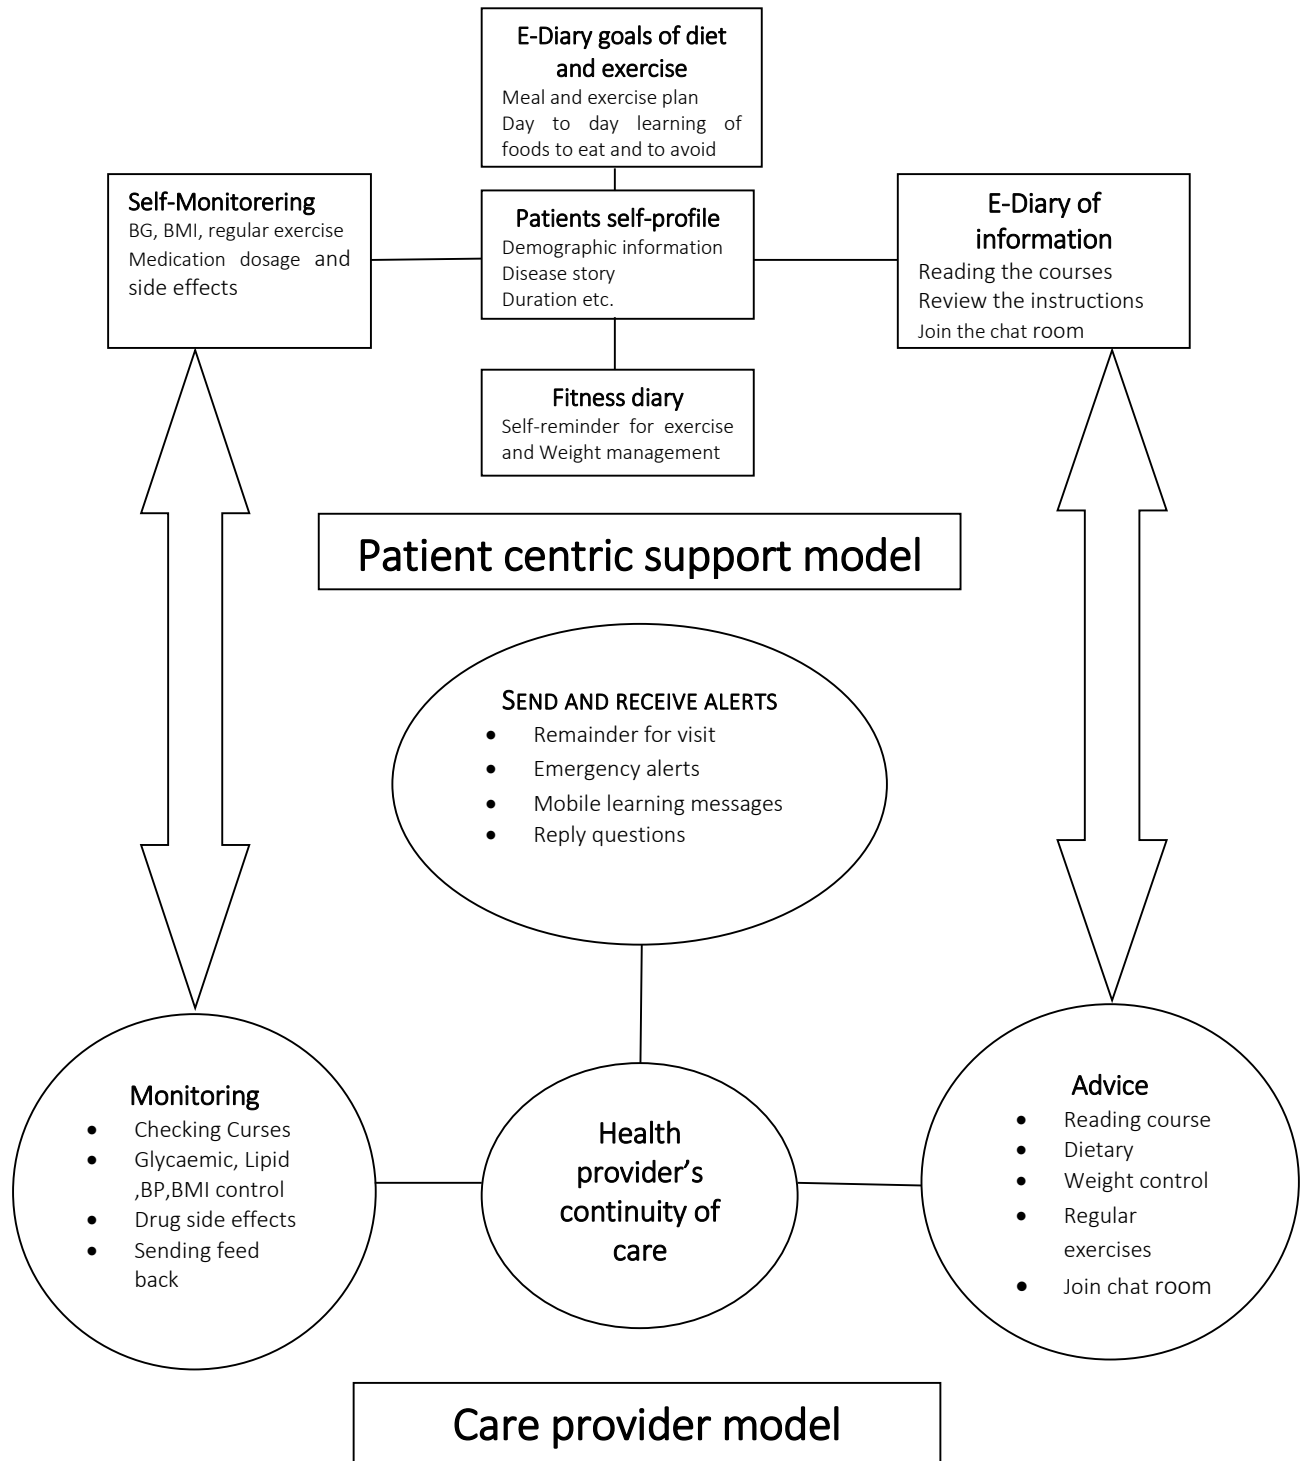 E-Diary goals of diet
and exercise
Meal and exercise plan
Day to day learning of
foods to eat and to avoid
Self-Monitorering
BG, BMI, regular exercise
Medication dosage and
side effects
Patients self-profile
Demographic information
Disease story
Duration etc.
E-Diary of
information
Reading the courses
Review the instructions
Join the chat room
Fitness diary
Self-reminder for exercise
and Weight management
Patient centric support model
SEND AND RECEIVE ALERTS
• Remainder for visit
• Emergency alerts
• Mobile learning messages
• Reply questions
Monitoring
• Checking Curses
• Glycaemic, Lipid
,BP,BMI control
• Drug side effects
• Sending feed
back
Health
provider’s
continuity of
care
Advice
• Reading course
• Dietary
• Weight control
• Regular
exercises
• Join chat room
Care provider model